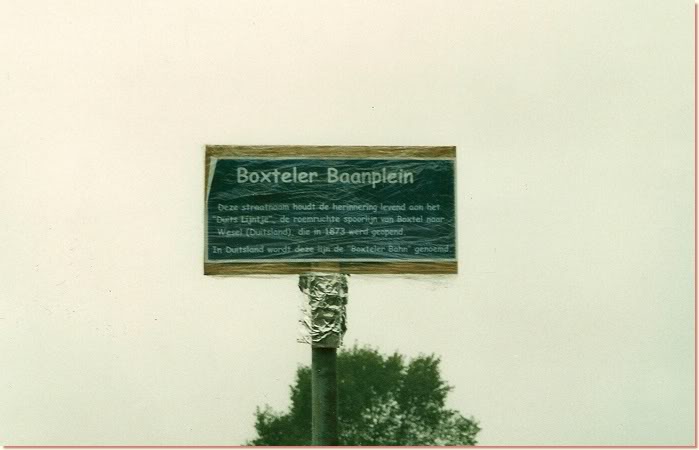 Boxteler Baanplein
Deze straatnaam houdt de herinnering levend aan het
"Duits Lijntje", de roemruchte spoorlijn van Boxtel naar
Wesel (Duitsland), die in 1873 werd geopend.
In Duitsland wordt deze lijn de "Boxteler Bahn" genoemd.